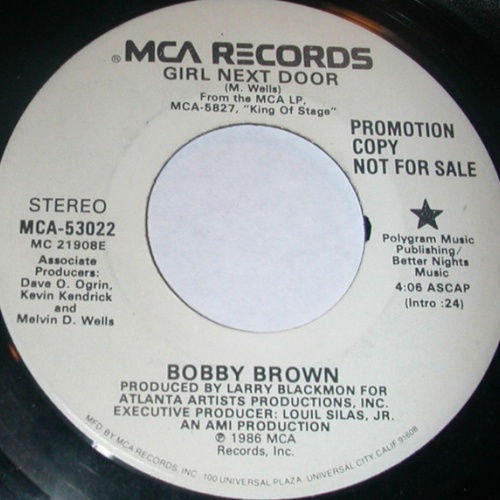 ® MCA RECORDS
GIRL NEXT DOOR
(M. Wells)
From the MCA LP,
MCA-5827, "King Of Stage"
PROMOTION
COPY
NOT FOR SALE
STEREO
MCA-53022
MC 21908E
Associate
Producers:
Dave O. Ogrin,
Kevin Kendrick
and
Melvin D. Wells
Polygram Music
Publishing/
Better Nights
Music
4:06 ASCAP
(Intro :24)
BOBBY BROWN
PRODUCED BY LARRY BLACKMON FOR
ATLANTA ARTISTS PRODUCTIONS, INC.
EXECUTIVE PRODUCER: LOUIL SILAS, JR.
AN AMI PRODUCTION
℗ 1986 MCA
Records, Inc.
MFD. BY MCA RECORDS, INC. 100 UNIVERSAL PLAZA, UNIVERSAL CITY, CALIF. 91608